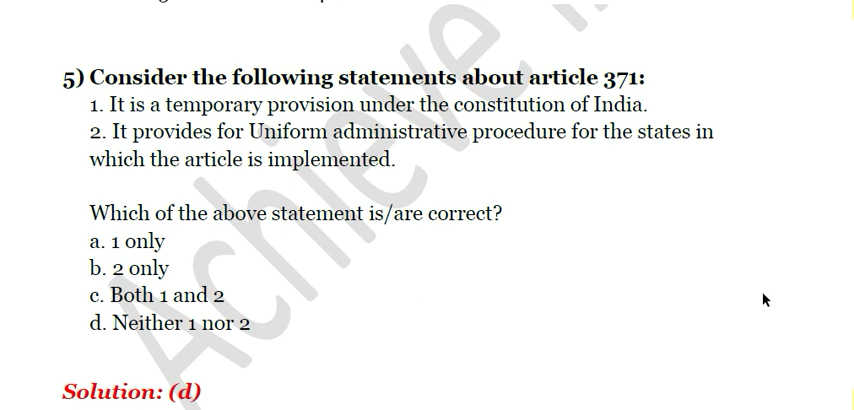 5) Consider the following statements about article 371:
1. It is a temporary provision under the constitution of India.
2. It provides for Uniform administrative procedure for the states in
which the article is implemented.
Which of the above statement is/are correct?
a. 1 only
b. 2 only
c. Both 1 and 2
d. Neither 1 nor 2
Solution: (d)
Achieve